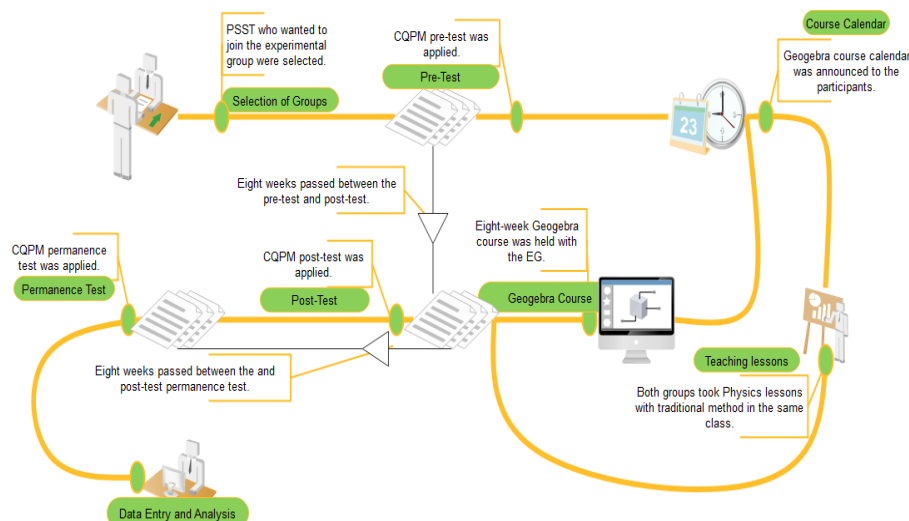 PSST who wanted to
join the experimental
group were selected.
Selection of Groups
CQPM pre-test was
applied.
Pre-Test
23
Course Calendar
Geogebra course calendar
was announced to the
participants.
Eight weeks passed between the
pre-test and post-test.
CQPM permanence
test was applied.
Permanence Test
CQPM post-test was
applied.
Post-Test
Eight-week Geogebra
course was held with
the EG.
Geogebra Course
Teaching lessons
Both groups took Physics lessons
with traditional method in the same
class.
Eight weeks passed between the and
post-test permanence test.
Data Entry and Analysis